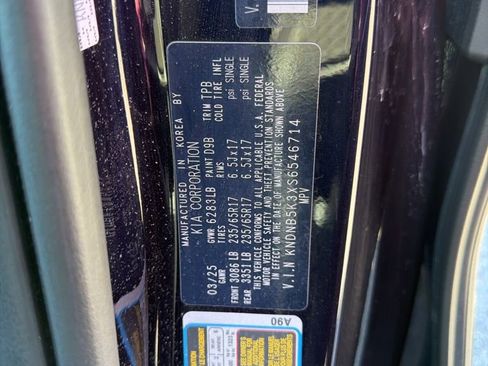 MANUFACTURED IN KOREA BY
KIA CORPORATION
03/25 GVWR 6283LB PAINT D9B TRIM TPB
GAWR TIRES RIMS COLD TIRE INFL
FRONT 3086 LB 235/65R17 6.5Jx17 psi SINGLE
REAR 3351 LB 235/65R17 6.5Jx17 psi SINGLE
THIS VEHICLE CONFORMS TO ALL APPLICABLE U.S.A. FEDERAL
MOTOR VEHICLE SAFETY AND THEFT PREVENTION STANDARDS
IN EFFECT ON THE DATE OF MANUFACTURE SHOWN ABOVE
V.I.N KNDNB5K3XS6546714
MPV
V.
A90